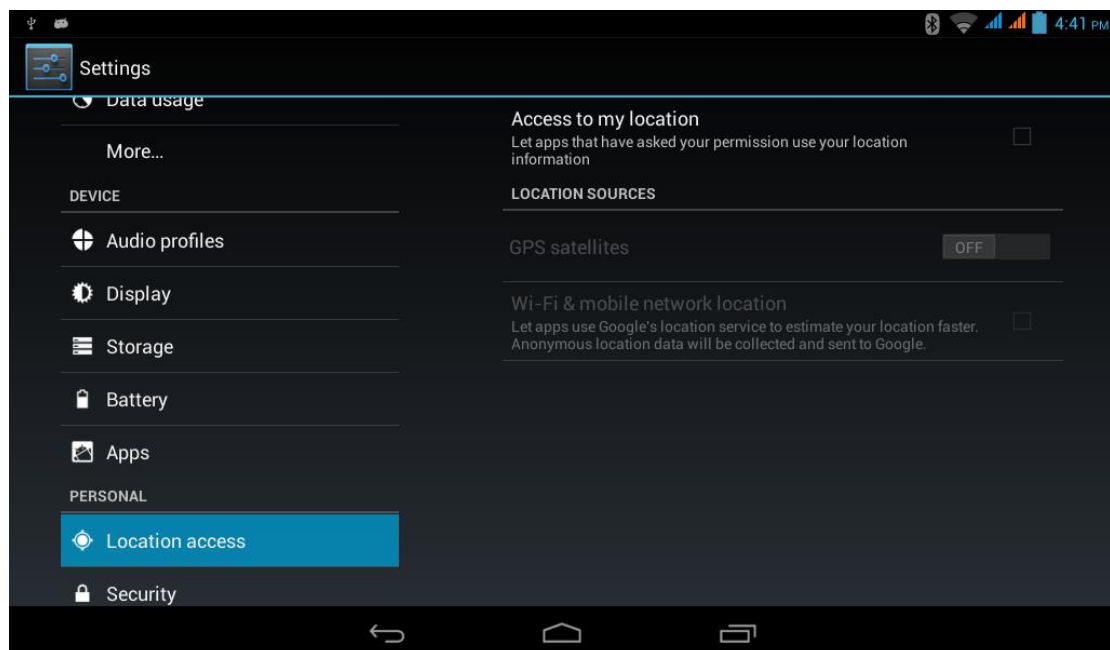 4:41 PM
Settings
Data usage
More...
DEVICE
Audio profiles
Display
Storage
Battery
Apps
PERSONAL
Location access
Security
Access to my location
Let apps that have asked your permission use your location
information
LOCATION SOURCES
GPS satellites
OFF
Wi-Fi & mobile network location
Let apps use Google's location service to estimate your location faster.
Anonymous location data will be collected and sent to Google.